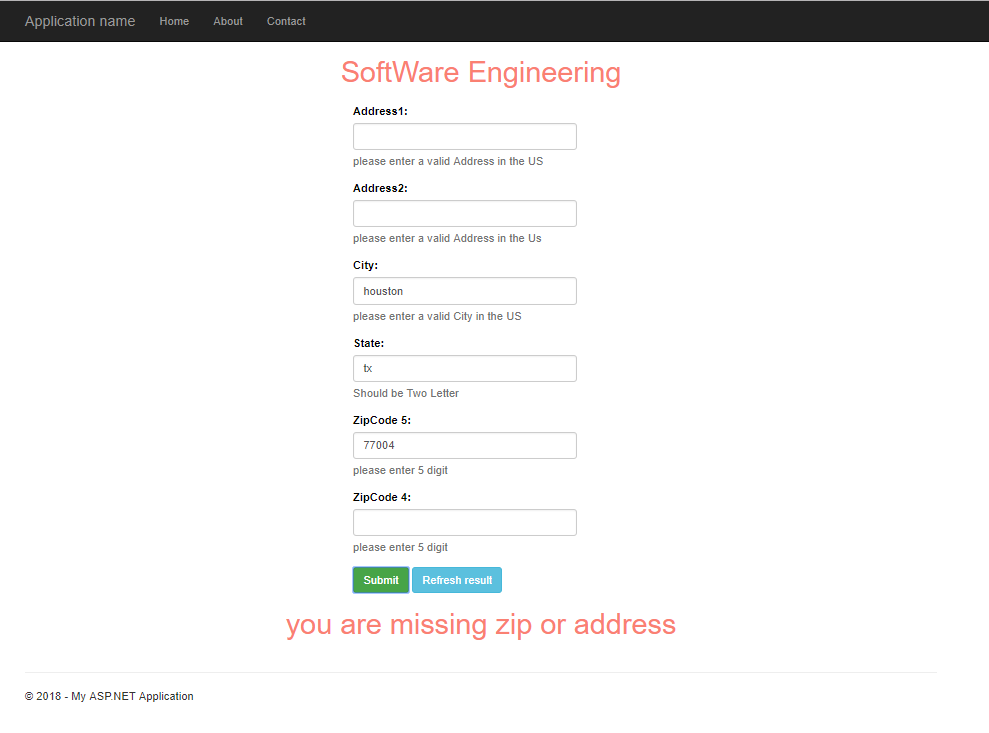 Application name Home About Contact
SoftWare Engineering
Address1:
please enter a valid Address in the US
Address2:
please enter a valid Address in the Us
City:
houston
please enter a valid City in the US
State:
tx
Should be Two Letter
ZipCode 5:
77004
please enter 5 digit
ZipCode 4:
please enter 5 digit
Submit Refresh result
you are missing zip or address
© 2018 - My ASP.NET Application